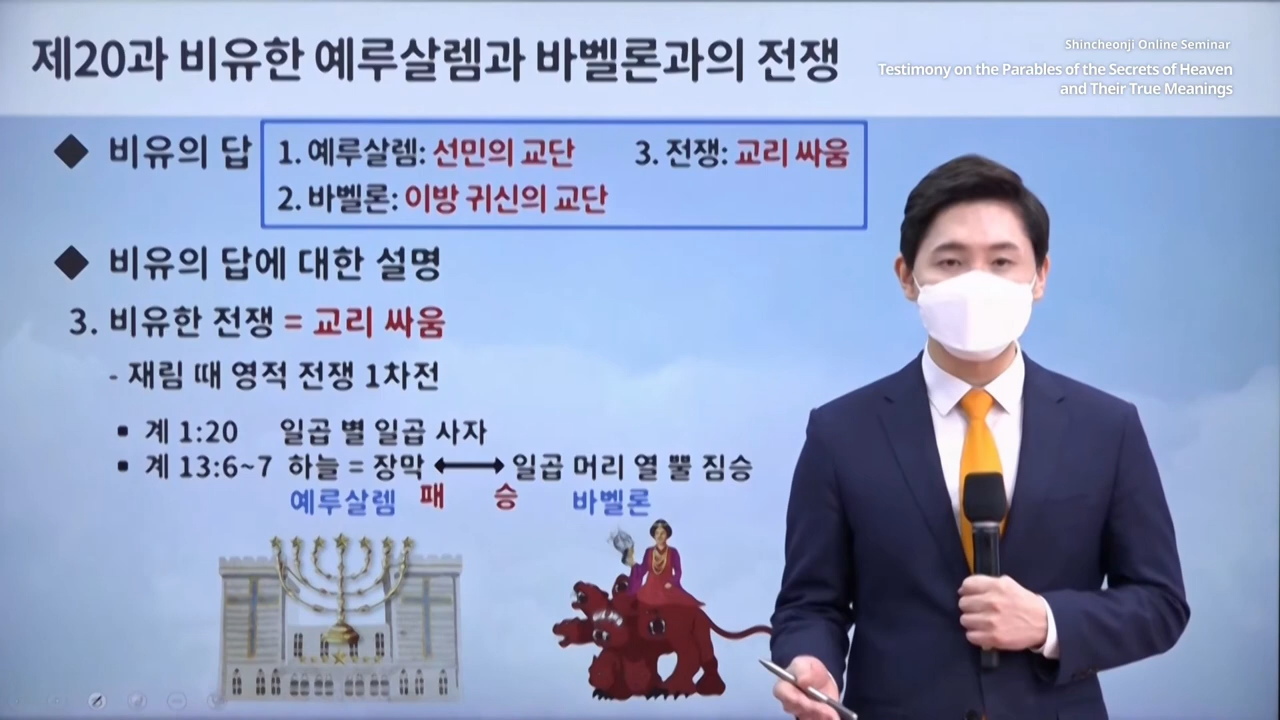 제20과 비유한 예루살렘과 바벨론과의 전쟁
Shincheonji Online Seminar
Testimony on the Parables of the Secrets of Heaven
and Their True Meanings
◆ 비유의 답
1. 예루살렘: 선민의 교단
3. 전쟁: 교리 싸움
2. 바벨론: 이방 귀신의 교단
◆ 비유의 답에 대한 설명
3. 비유한 전쟁 = 교리 싸움
- 재림 때 영적 전쟁 1차전
▪ 계 1:20 일곱 별 일곱 사자
▪ 계 13:6~7 하늘 = 장막 ↔ 일곱 머리 열 뿔 짐승
예루살렘 패 승 바벨론